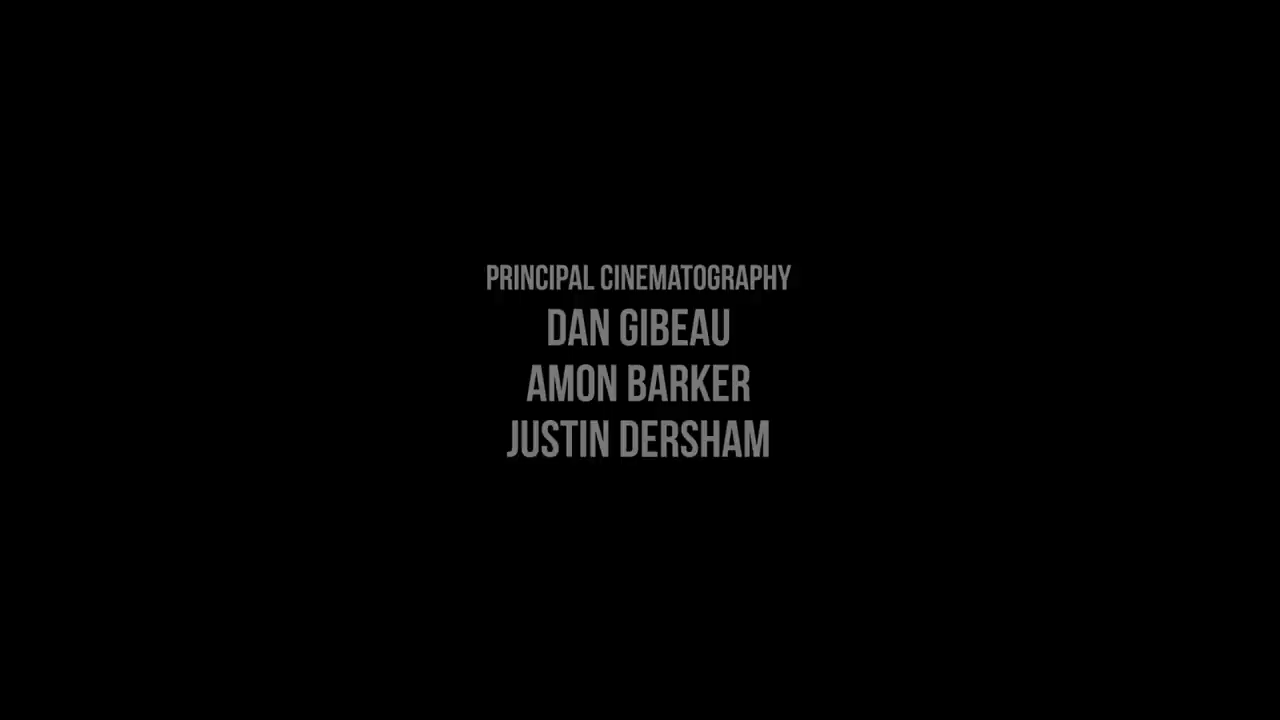 PRINCIPAL CINEMATOGRAPHY
DAN GIBEAU
AMON BARKER
JUSTIN DERSHAM